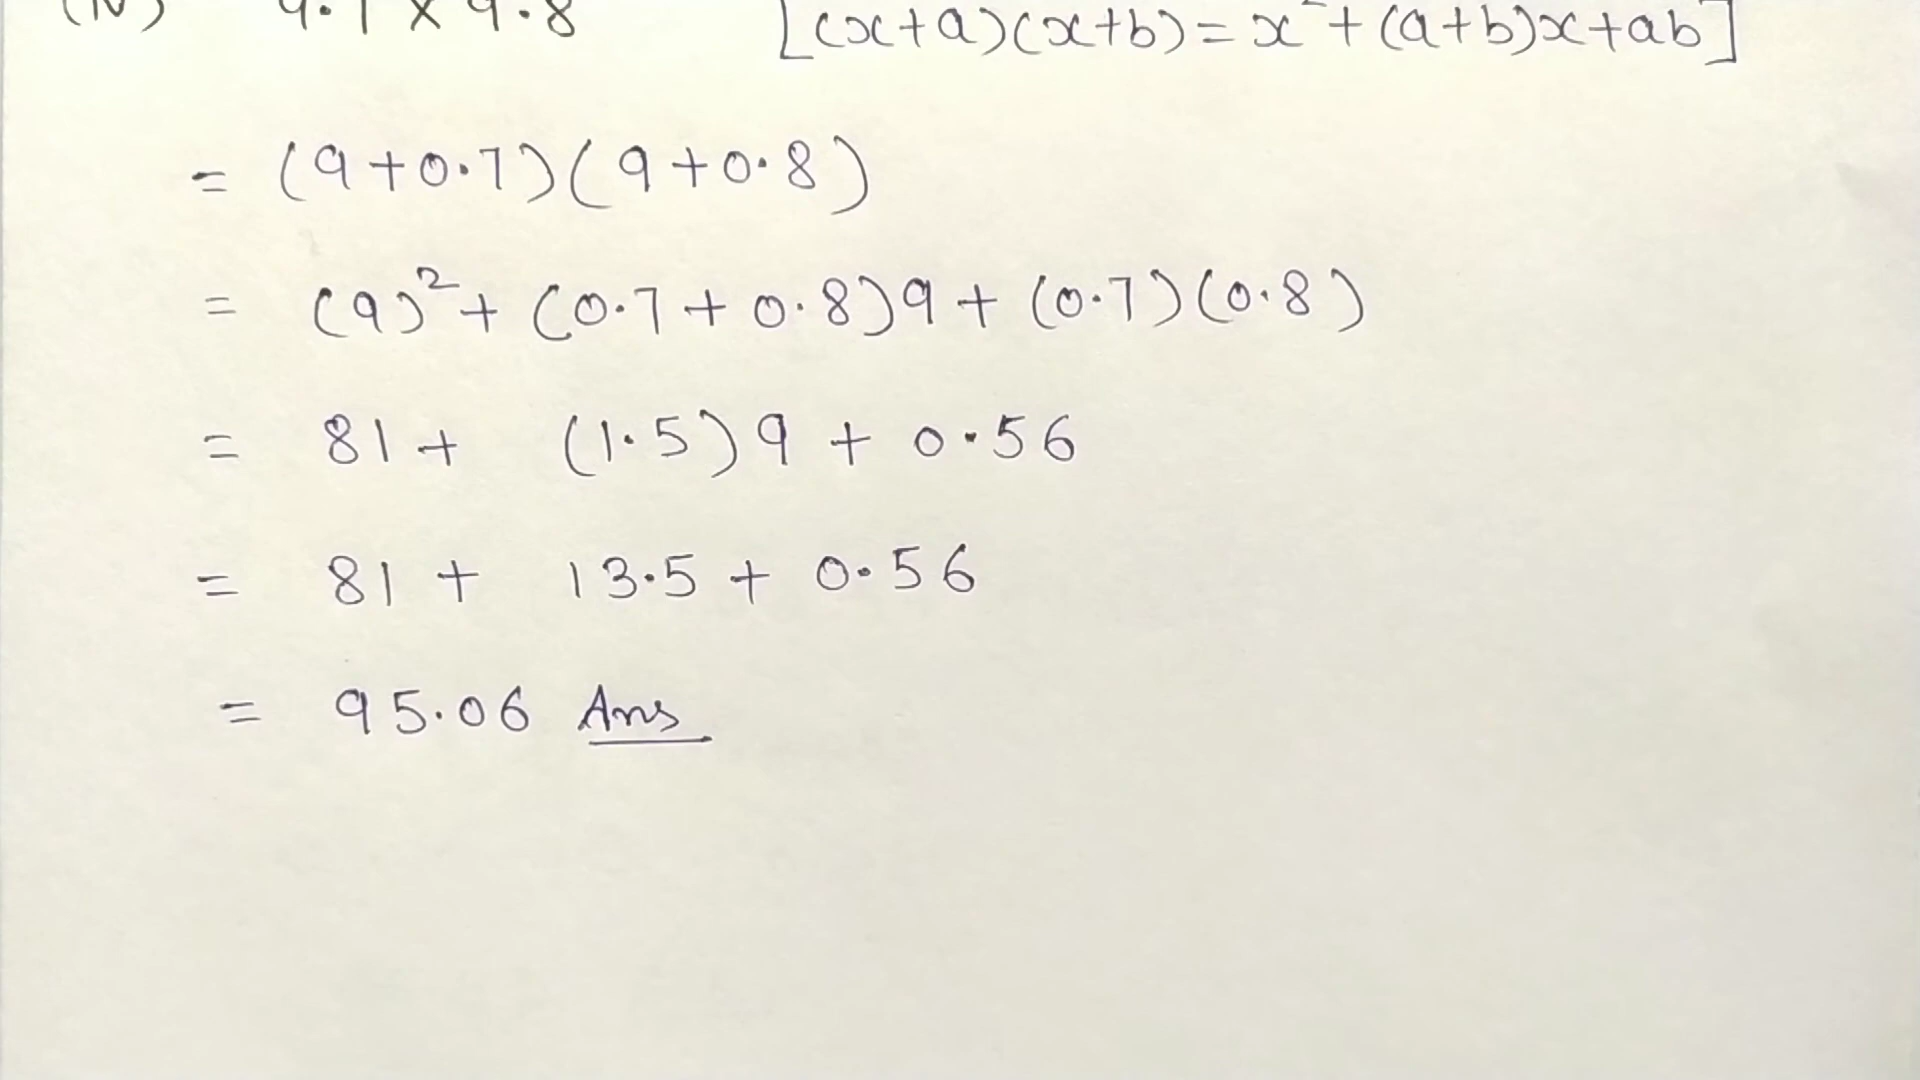 (iv) 9.7 × 9.8 [(x+a)(x+b)=x²+(a+b)x+ab]
= (9+0.7)(9+0.8)
= (9)²+(0.7+0.8)9+(0.7)(0.8)
= 81+ (1.5)9 + 0.56
= 81 + 13.5 + 0.56
= 95.06 Ans